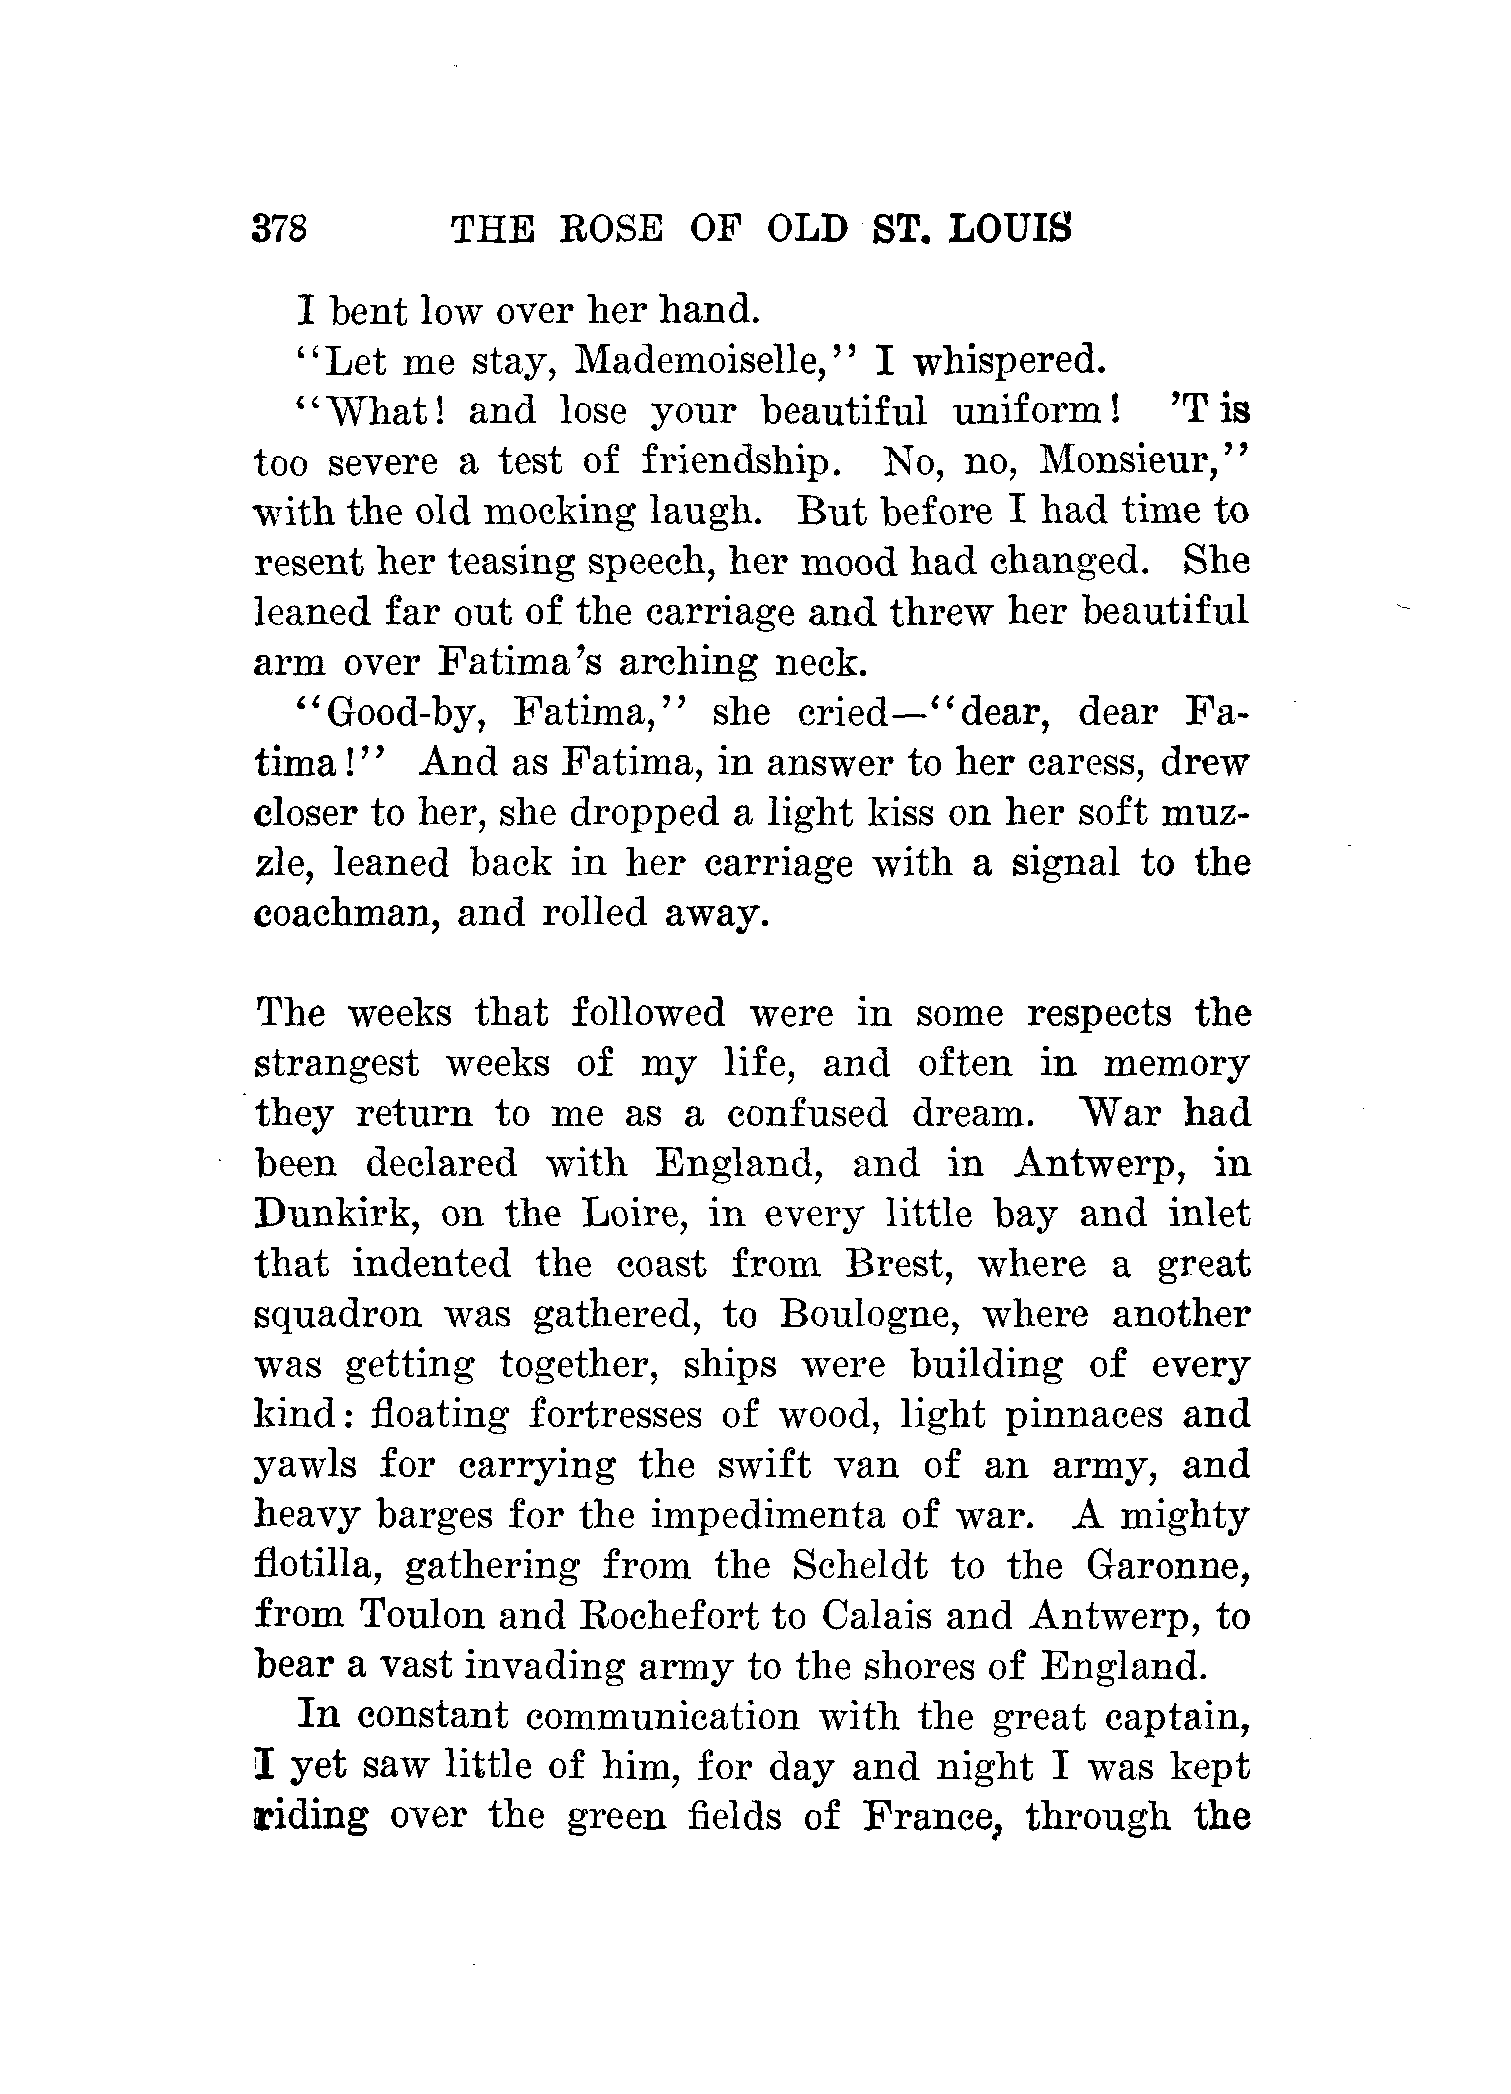 378 THE ROSE OF OLD ST. LOUIS
I bent low over her hand.
"Let me stay, Mademoiselle," I whispered.
"What! and lose your beautiful uniform! 'T is
too severe a test of friendship. No, no, Monsieur,"
with the old mocking laugh. But before I had time to
resent her teasing speech, her mood had changed. She
leaned far out of the carriage and threw her beautiful
arm over Fatima's arching neck.
"Good-by, Fatima," she cried—"dear, dear Fa-
tima!" And as Fatima, in answer to her caress, drew
closer to her, she dropped a light kiss on her soft muz-
zle, leaned back in her carriage with a signal to the
coachman, and rolled away.
The weeks that followed were in some respects the
strangest weeks of my life, and often in memory
they return to me as a confused dream. War had
been declared with England, and in Antwerp, in
Dunkirk, on the Loire, in every little bay and inlet
that indented the coast from Brest, where a great
squadron was gathered, to Boulogne, where another
was getting together, ships were building of every
kind: floating fortresses of wood, light pinnaces and
yawls for carrying the swift van of an army, and
heavy barges for the impedimenta of war. A mighty
flotilla, gathering from the Scheldt to the Garonne,
from Toulon and Rochefort to Calais and Antwerp, to
bear a vast invading army to the shores of England.
In constant communication with the great captain,
I yet saw little of him, for day and night I was kept
riding over the green fields of France, through the